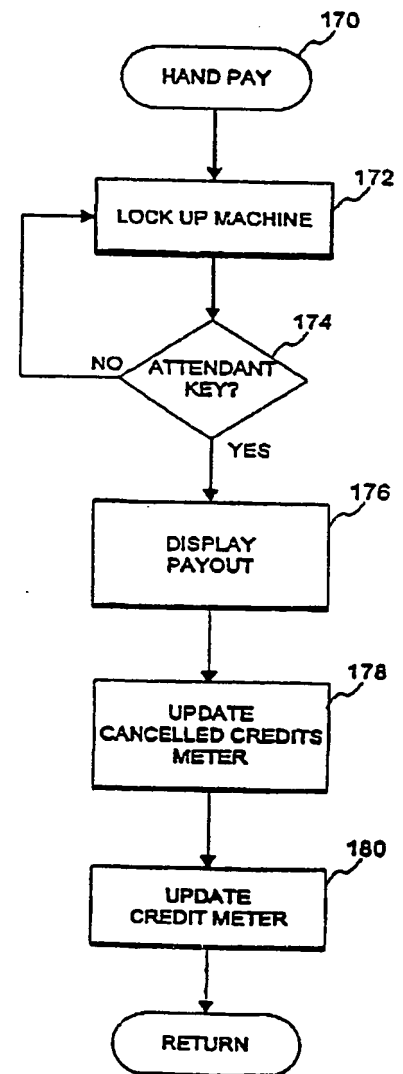 170
HAND PAY
172
LOCK UP MACHINE
174
NO
ATTENDANT
KEY?
YES
176
DISPLAY
PAYOUT
178
UPDATE
CANCELLED CREDITS
METER
180
UPDATE
CREDIT METER
RETURN